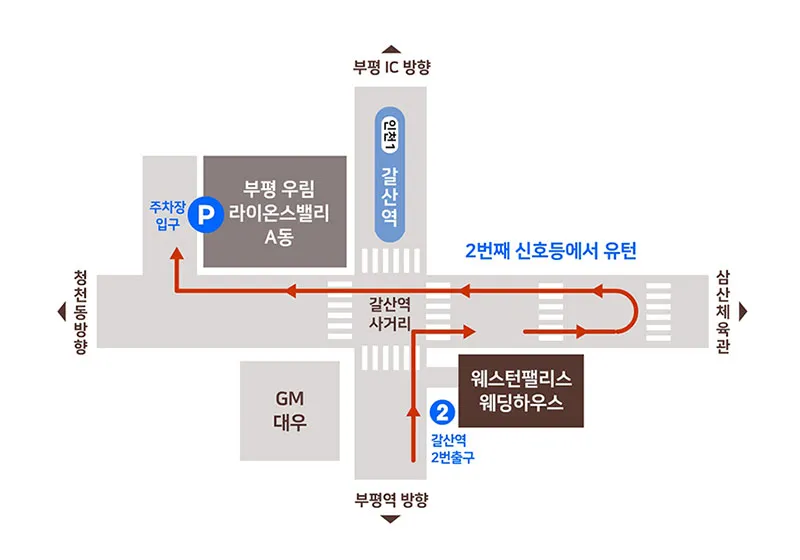 부평 IC 방향
인천1
갈산역
부평 우림
라이온스밸리
A동
주차장
입구
P
2번째 신호등에서 유턴
청천동방향
갈산역
사거리
삼산체육관
GM
대우
웨스턴팰리스
웨딩하우스
2
갈산역
2번출구
부평역 방향